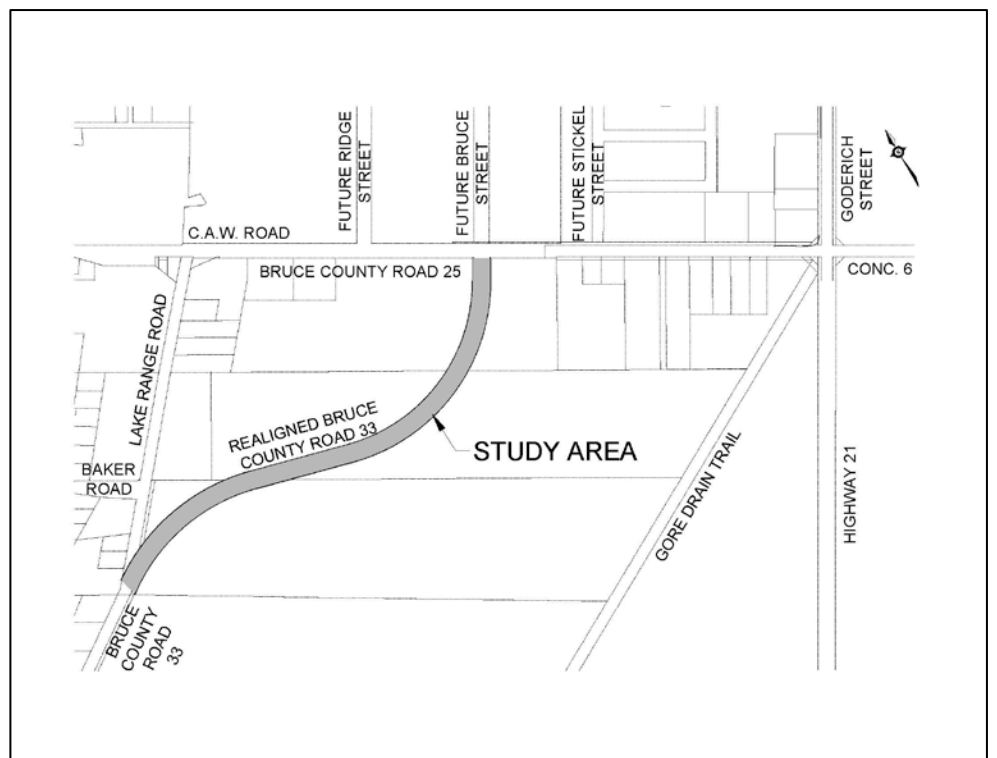 FUTURE RIDGE
STREET
FUTURE BRUCE
STREET
FUTURE STICKEL
STREET
GODERICH
STREET
C.A.W. ROAD
BRUCE COUNTY ROAD 25
CONC. 6
LAKE RANGE ROAD
REALIGNED BRUCE
COUNTY ROAD 33
STUDY AREA
BAKER
ROAD
GORE DRAIN TRAIL
HIGHWAY 21
BRUCE
COUNTY
ROAD
33